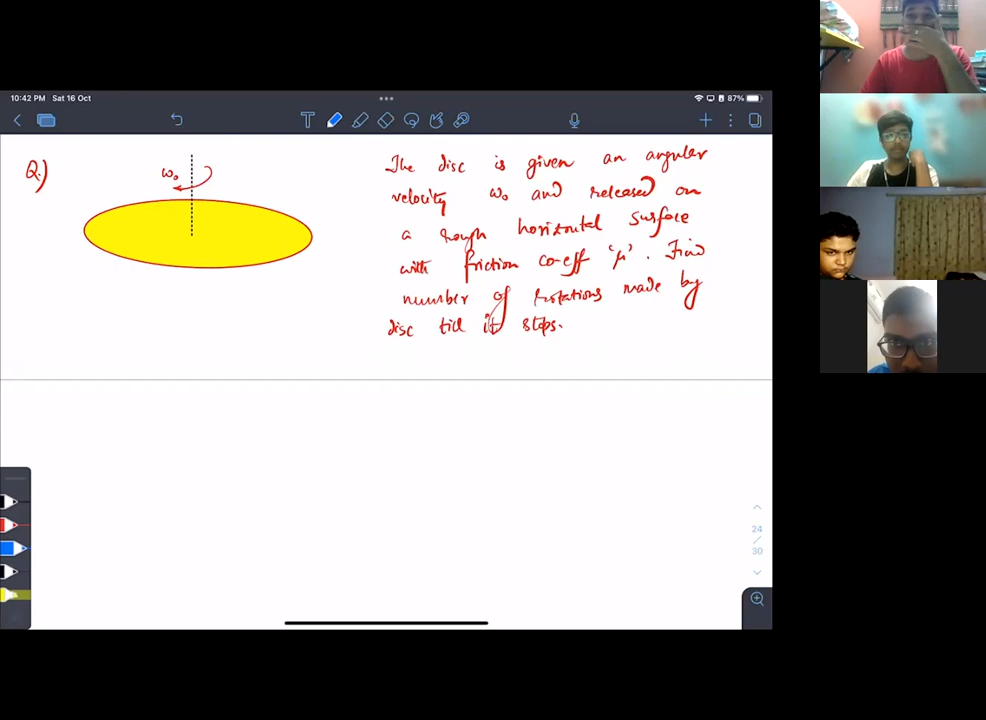 10:42 PM Sat 16 Oct
87%
Q.)
ω₀
The disc is given an angular
velocity ω₀ and released on
a rough horizontal surface
with friction co-eff 'μ'. Find
number of rotations made by
disc till it stops.
T
24
/
30